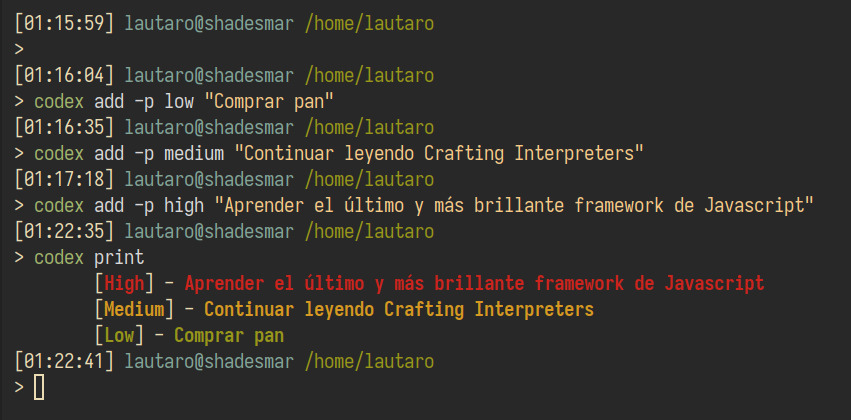 [01:15:59] lautaro@shadesmar /home/lautaro
>
[01:16:04] lautaro@shadesmar /home/lautaro
> codex add -p low "Comprar pan"
[01:16:35] lautaro@shadesmar /home/lautaro
> codex add -p medium "Continuar leyendo Crafting Interpreters"
[01:17:18] lautaro@shadesmar /home/lautaro
> codex add -p high "Aprender el último y más brillante framework de Javascript"
[01:22:35] lautaro@shadesmar /home/lautaro
> codex print
[High] - Aprender el último y más brillante framework de Javascript
[Medium] - Continuar leyendo Crafting Interpreters
[Low] - Comprar pan
[01:22:41] lautaro@shadesmar /home/lautaro
>